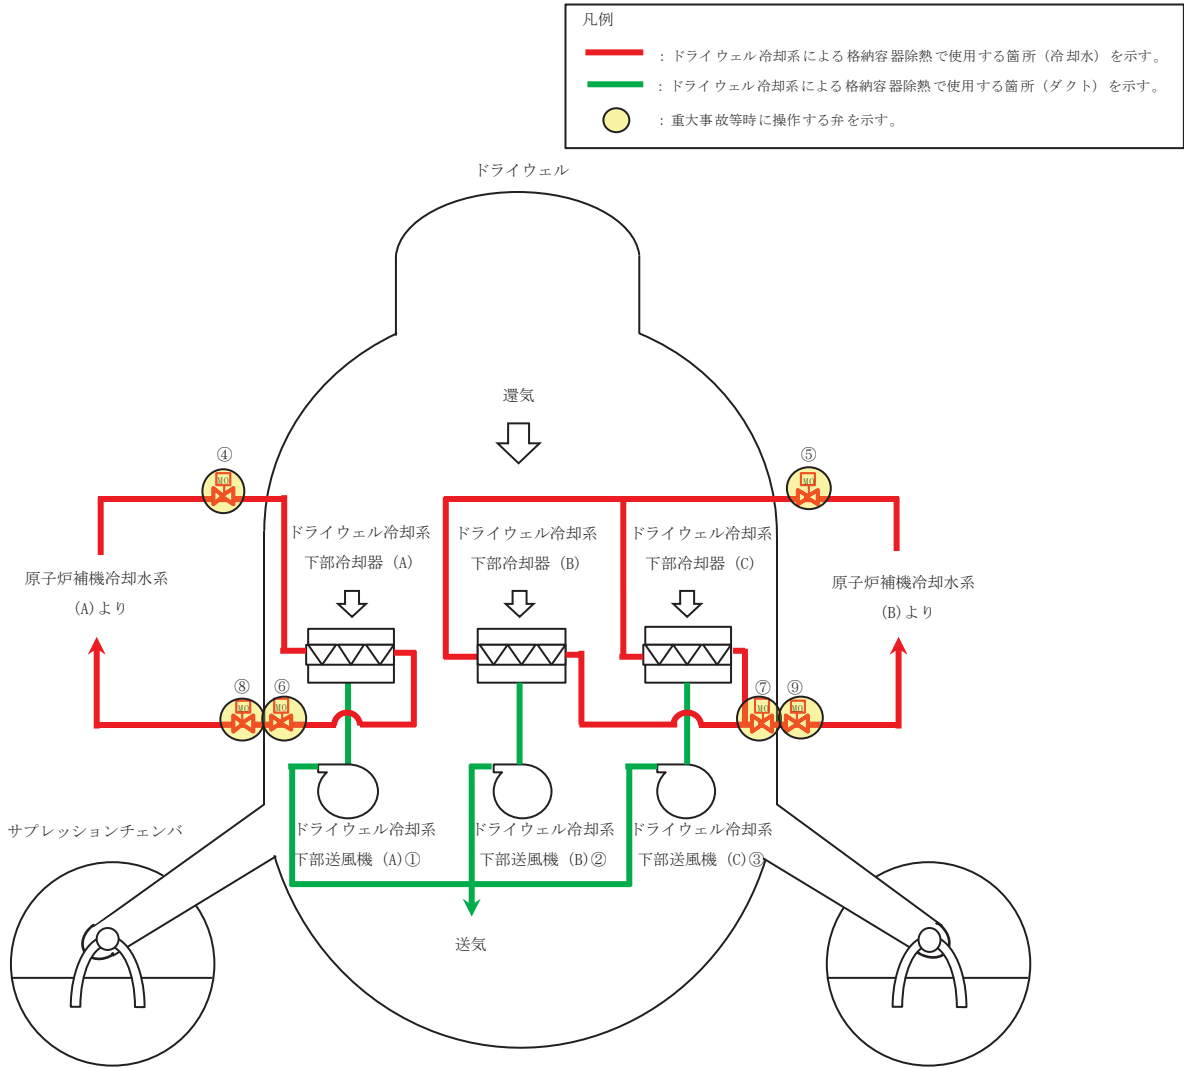 凡例
：ドライウェル冷却系による格納容器除熱で使用する箇所（冷却水）を示す。
：ドライウェル冷却系による格納容器除熱で使用する箇所（ダクト）を示す。
：重大事故等時に操作する弁を示す。
ドライウェル
還気
④
⑤
MO
MO
ドライウェル冷却系
下部冷却器（A）
ドライウェル冷却系
下部冷却器（B）
ドライウェル冷却系
下部冷却器（C）
原子炉補機冷却水系
(A)より
原子炉補機冷却水系
(B)より
⑧
⑥
⑦
⑨
MO
MO
MO
MO
サプレッションチェンバ
ドライウェル冷却系
下部送風機（A）①
ドライウェル冷却系
下部送風機（B）②
ドライウェル冷却系
下部送風機（C）③
送気